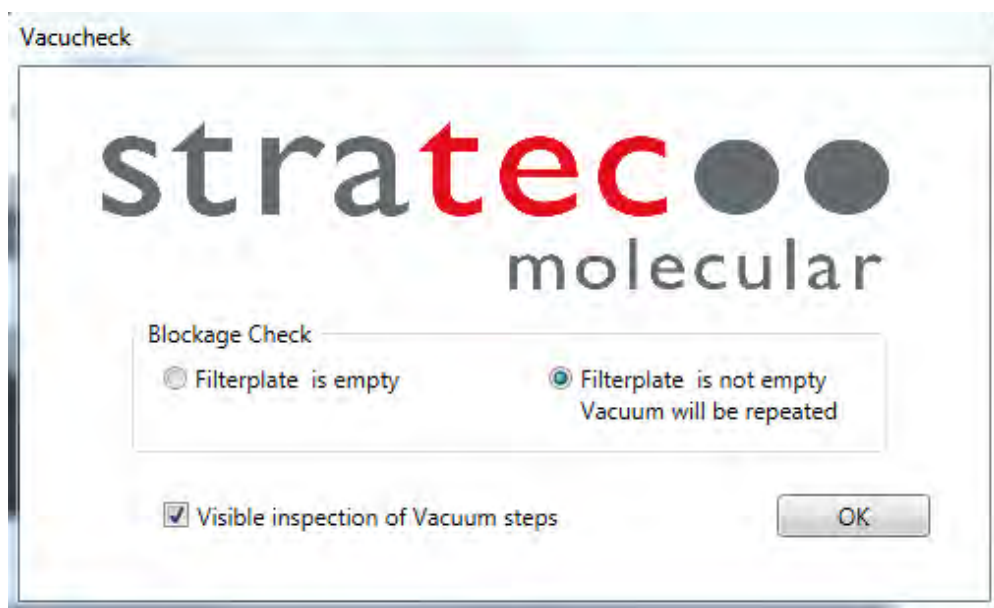 Vacucheck
stratec
molecular
Blockage Check
Filterplate is empty
Filterplate is not empty
Vacuum will be repeated
Visible inspection of Vacuum steps
OK